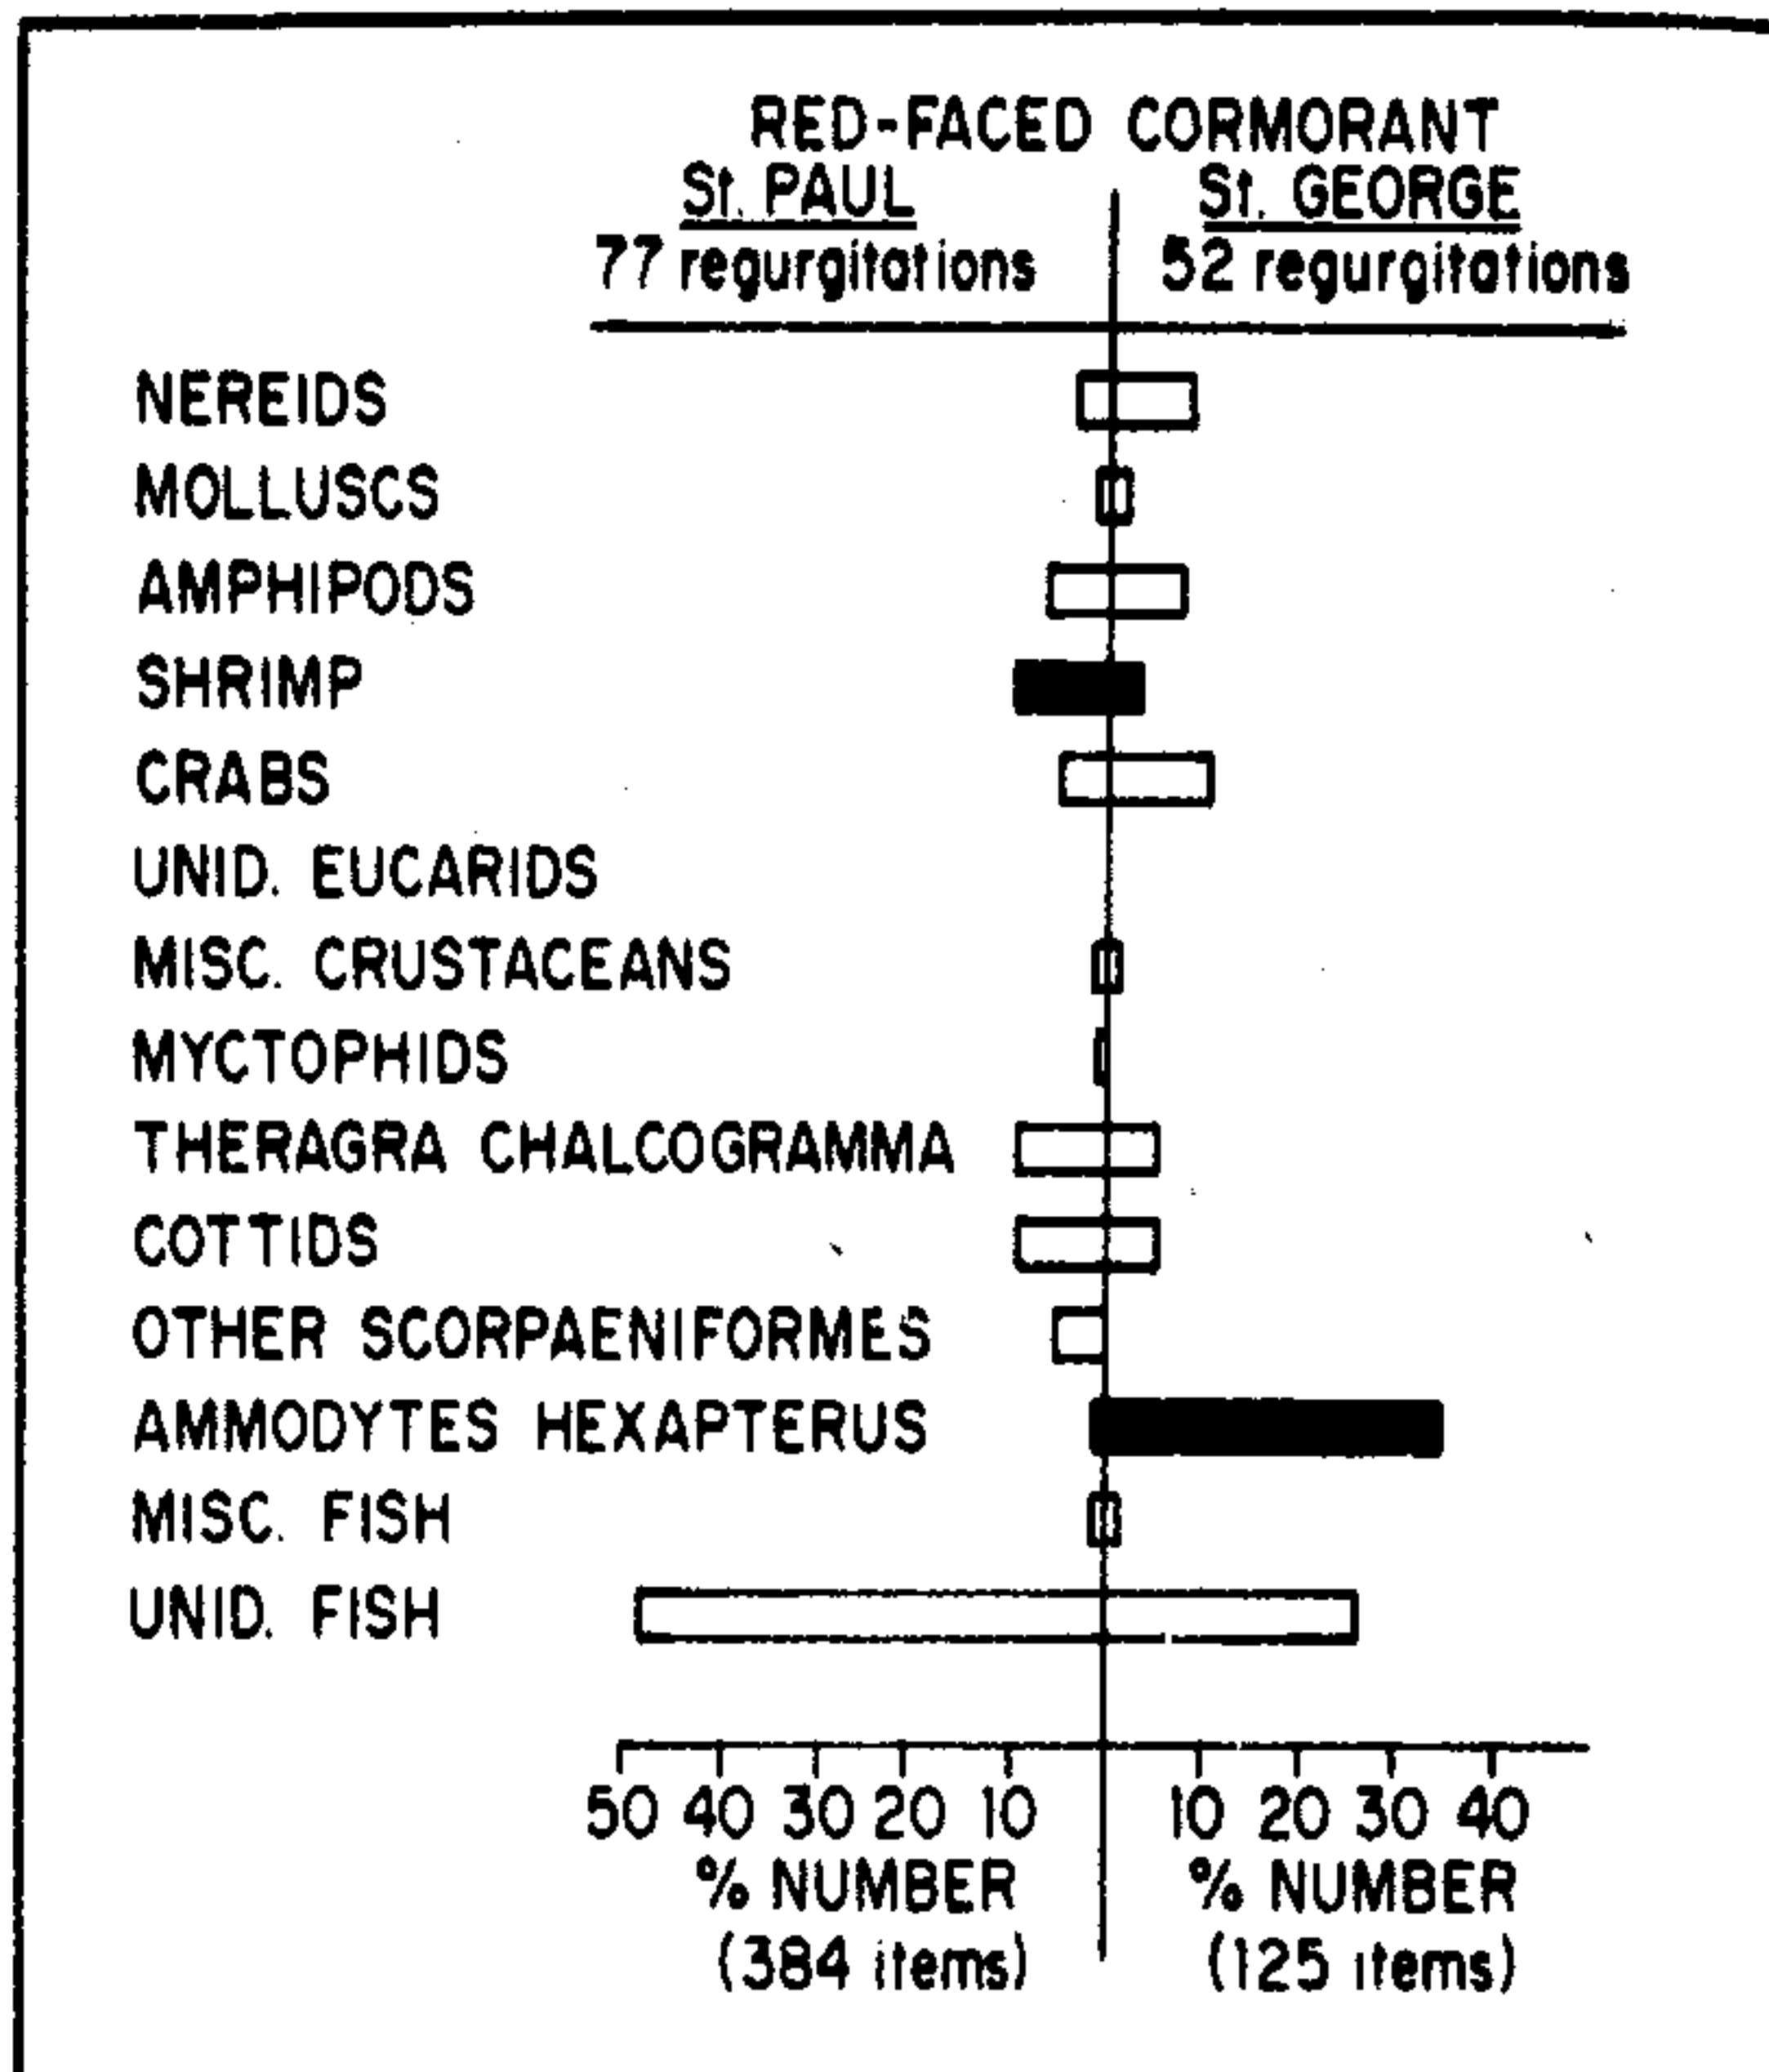 RED-FACED CORMORANT
St. PAUL St. GEORGE
77 regurgitations 52 regurgitations
NEREIDS
MOLLUSCS
AMPHIPODS
SHRIMP
CRABS
UNID. EUCARIDS
MISC. CRUSTACEANS
MYCTOPHIDS
THERAGRA CHALCOGRAMMA
COTTIDS
OTHER SCORPAENIFORMES
AMMODYTES HEXAPTERUS
MISC. FISH
UNID. FISH
50 40 30 20 10 10 20 30 40
% NUMBER % NUMBER
(384 items) (125 items)